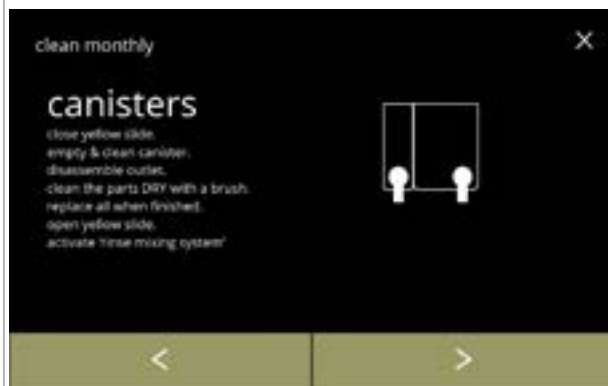 clean monthly
canisters
close yellow slide.
empty & clean canister.
disassemble outlet.
clean the parts DRY with a brush.
replace all when finished.
open yellow slide.
activate 'rinse mixing system'